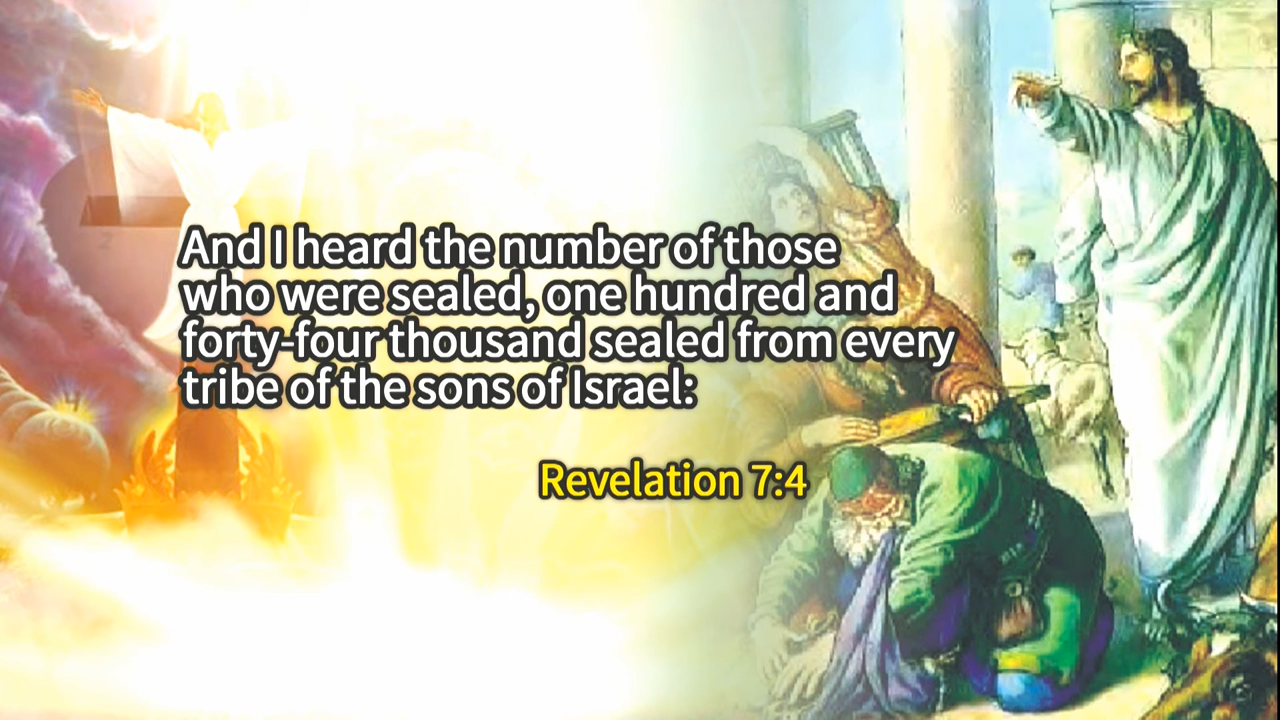 And I heard the number of those
who were sealed, one hundred and
forty-four thousand sealed from every
tribe of the sons of Israel:
Revelation 7:4